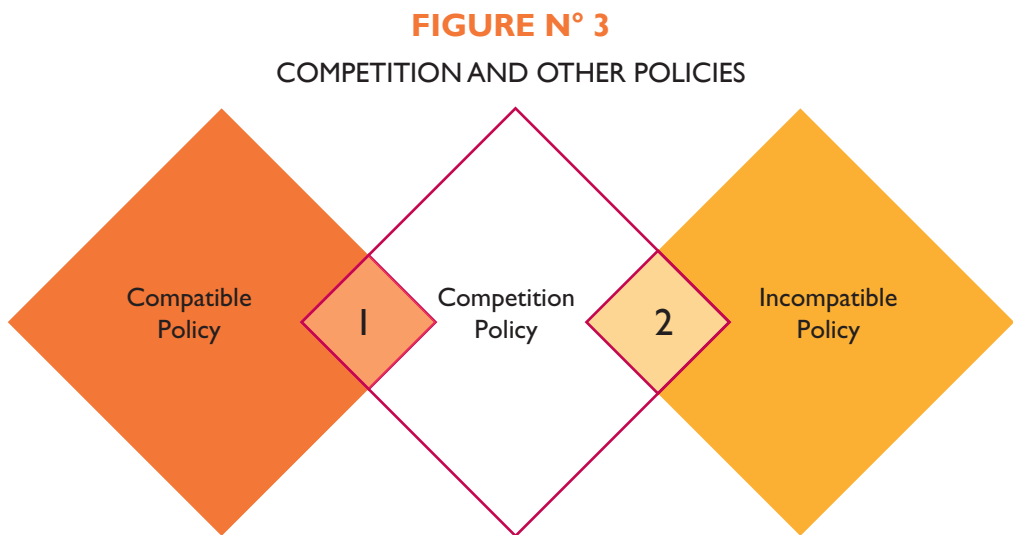 FIGURE N° 3
COMPETITION AND OTHER POLICIES
Compatible
Policy
1
Competition
Policy
2
Incompatible
Policy